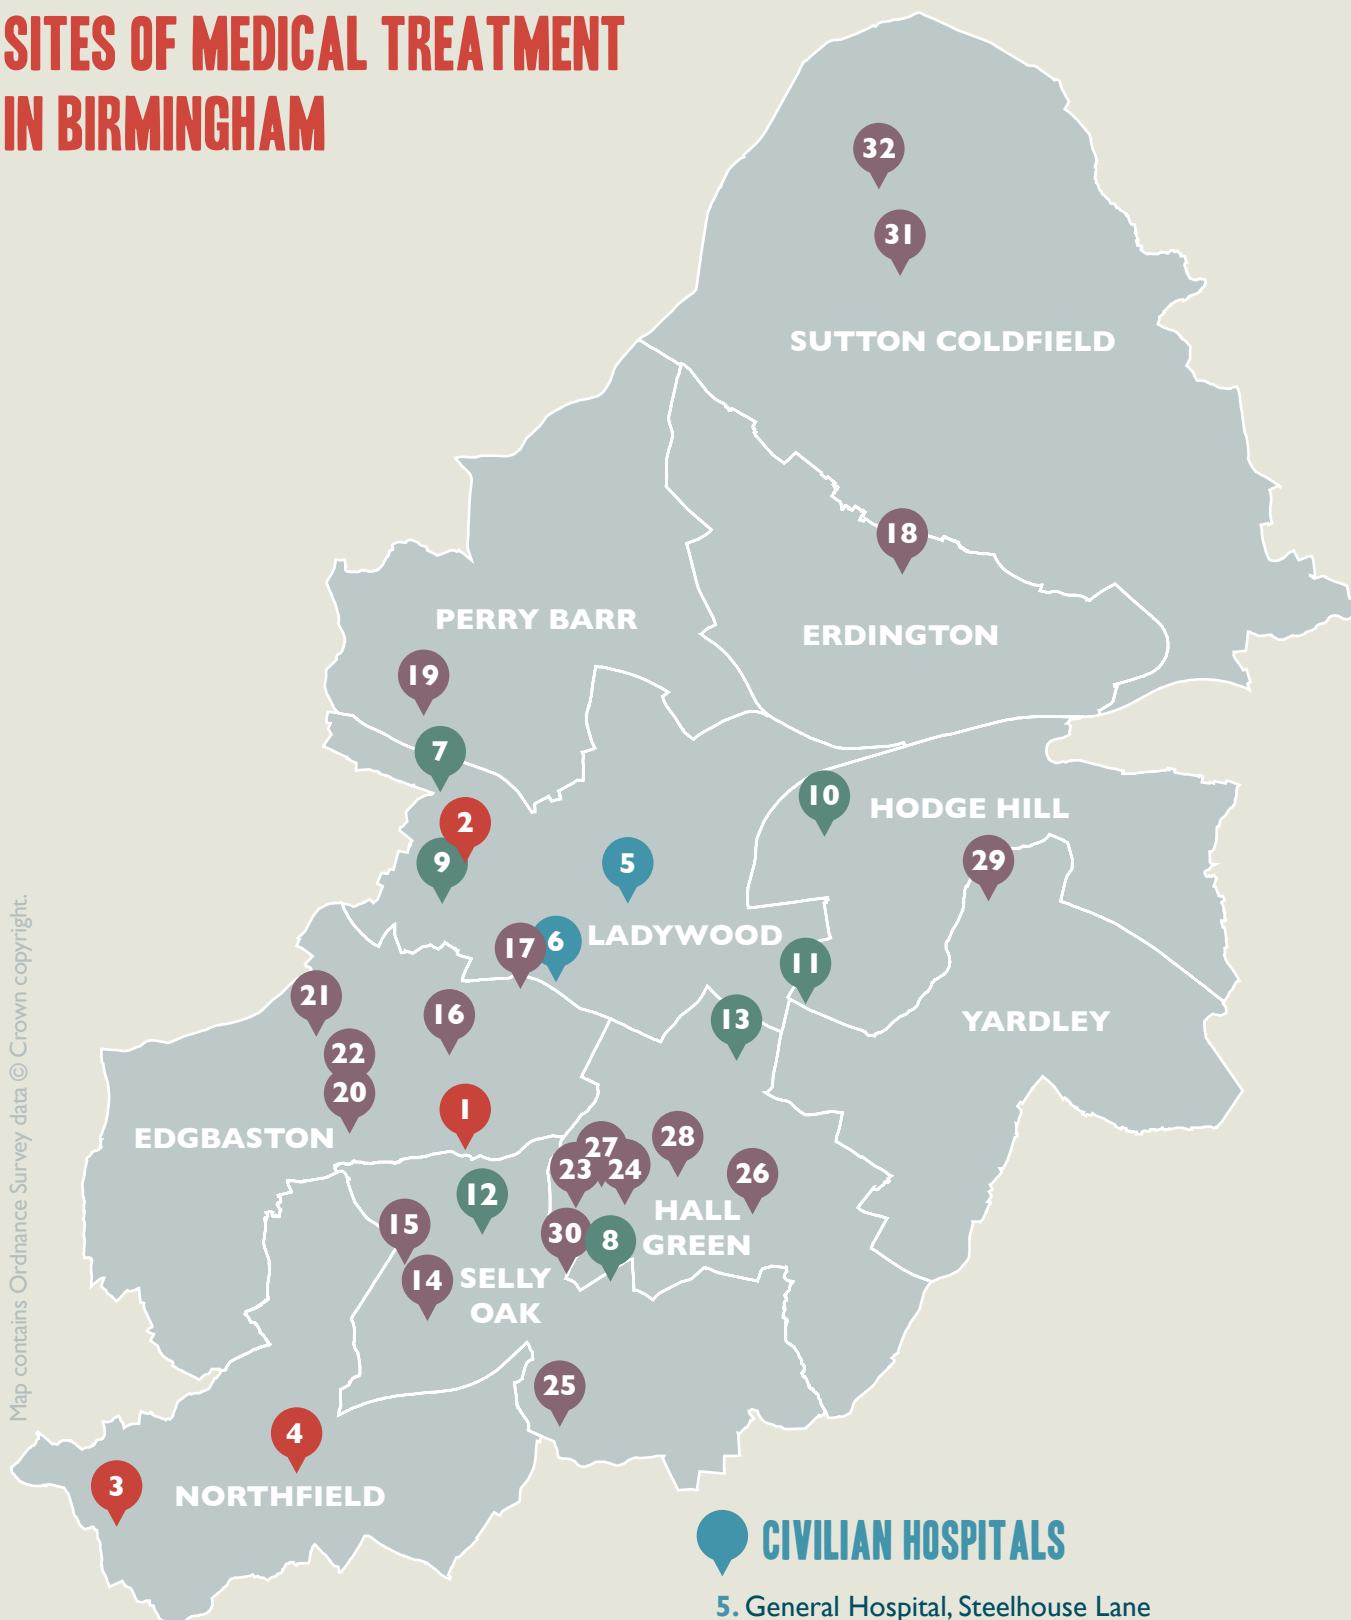 SITES OF MEDICAL TREATMENT
IN BIRMINGHAM
32
31
SUTTON COLDFIELD
18
PERRY BARR
ERDINGTON
19
7
10
HODGE HILL
2
9
5
29
17
6
LADYWOOD
11
21
16
13
YARDLEY
22
20
1
EDGBASTON
27
28
23
24
26
12
HALL
GREEN
15
30
8
14
SELLY
OAK
25
4
3
NORTHFIELD
Map contains Ordnance Survey data © Crown copyright.
CIVILIAN HOSPITALS
5. General Hospital, Steelhouse Lane